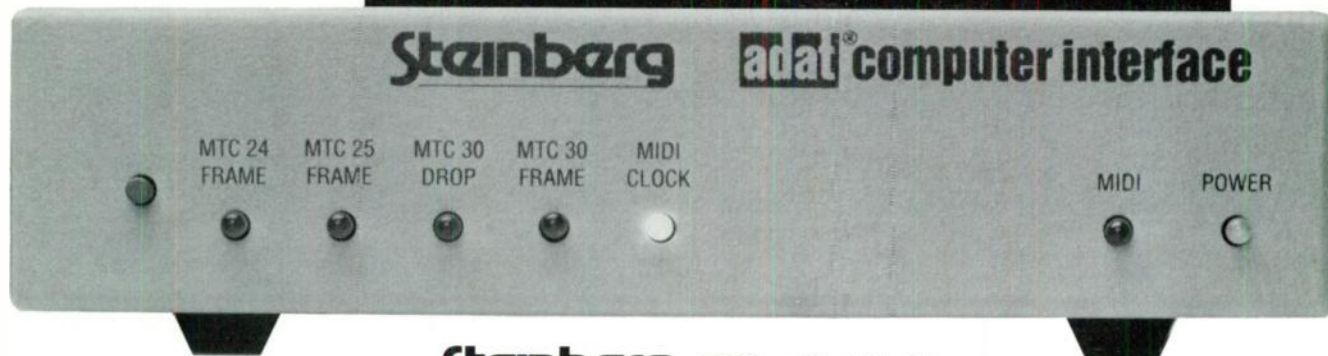 Steinberg adat® computer interface
MTC 24 FRAME MTC 25 FRAME MTC 30 DROP MTC 30 FRAME MIDI CLOCK MIDI POWER
Steinberg